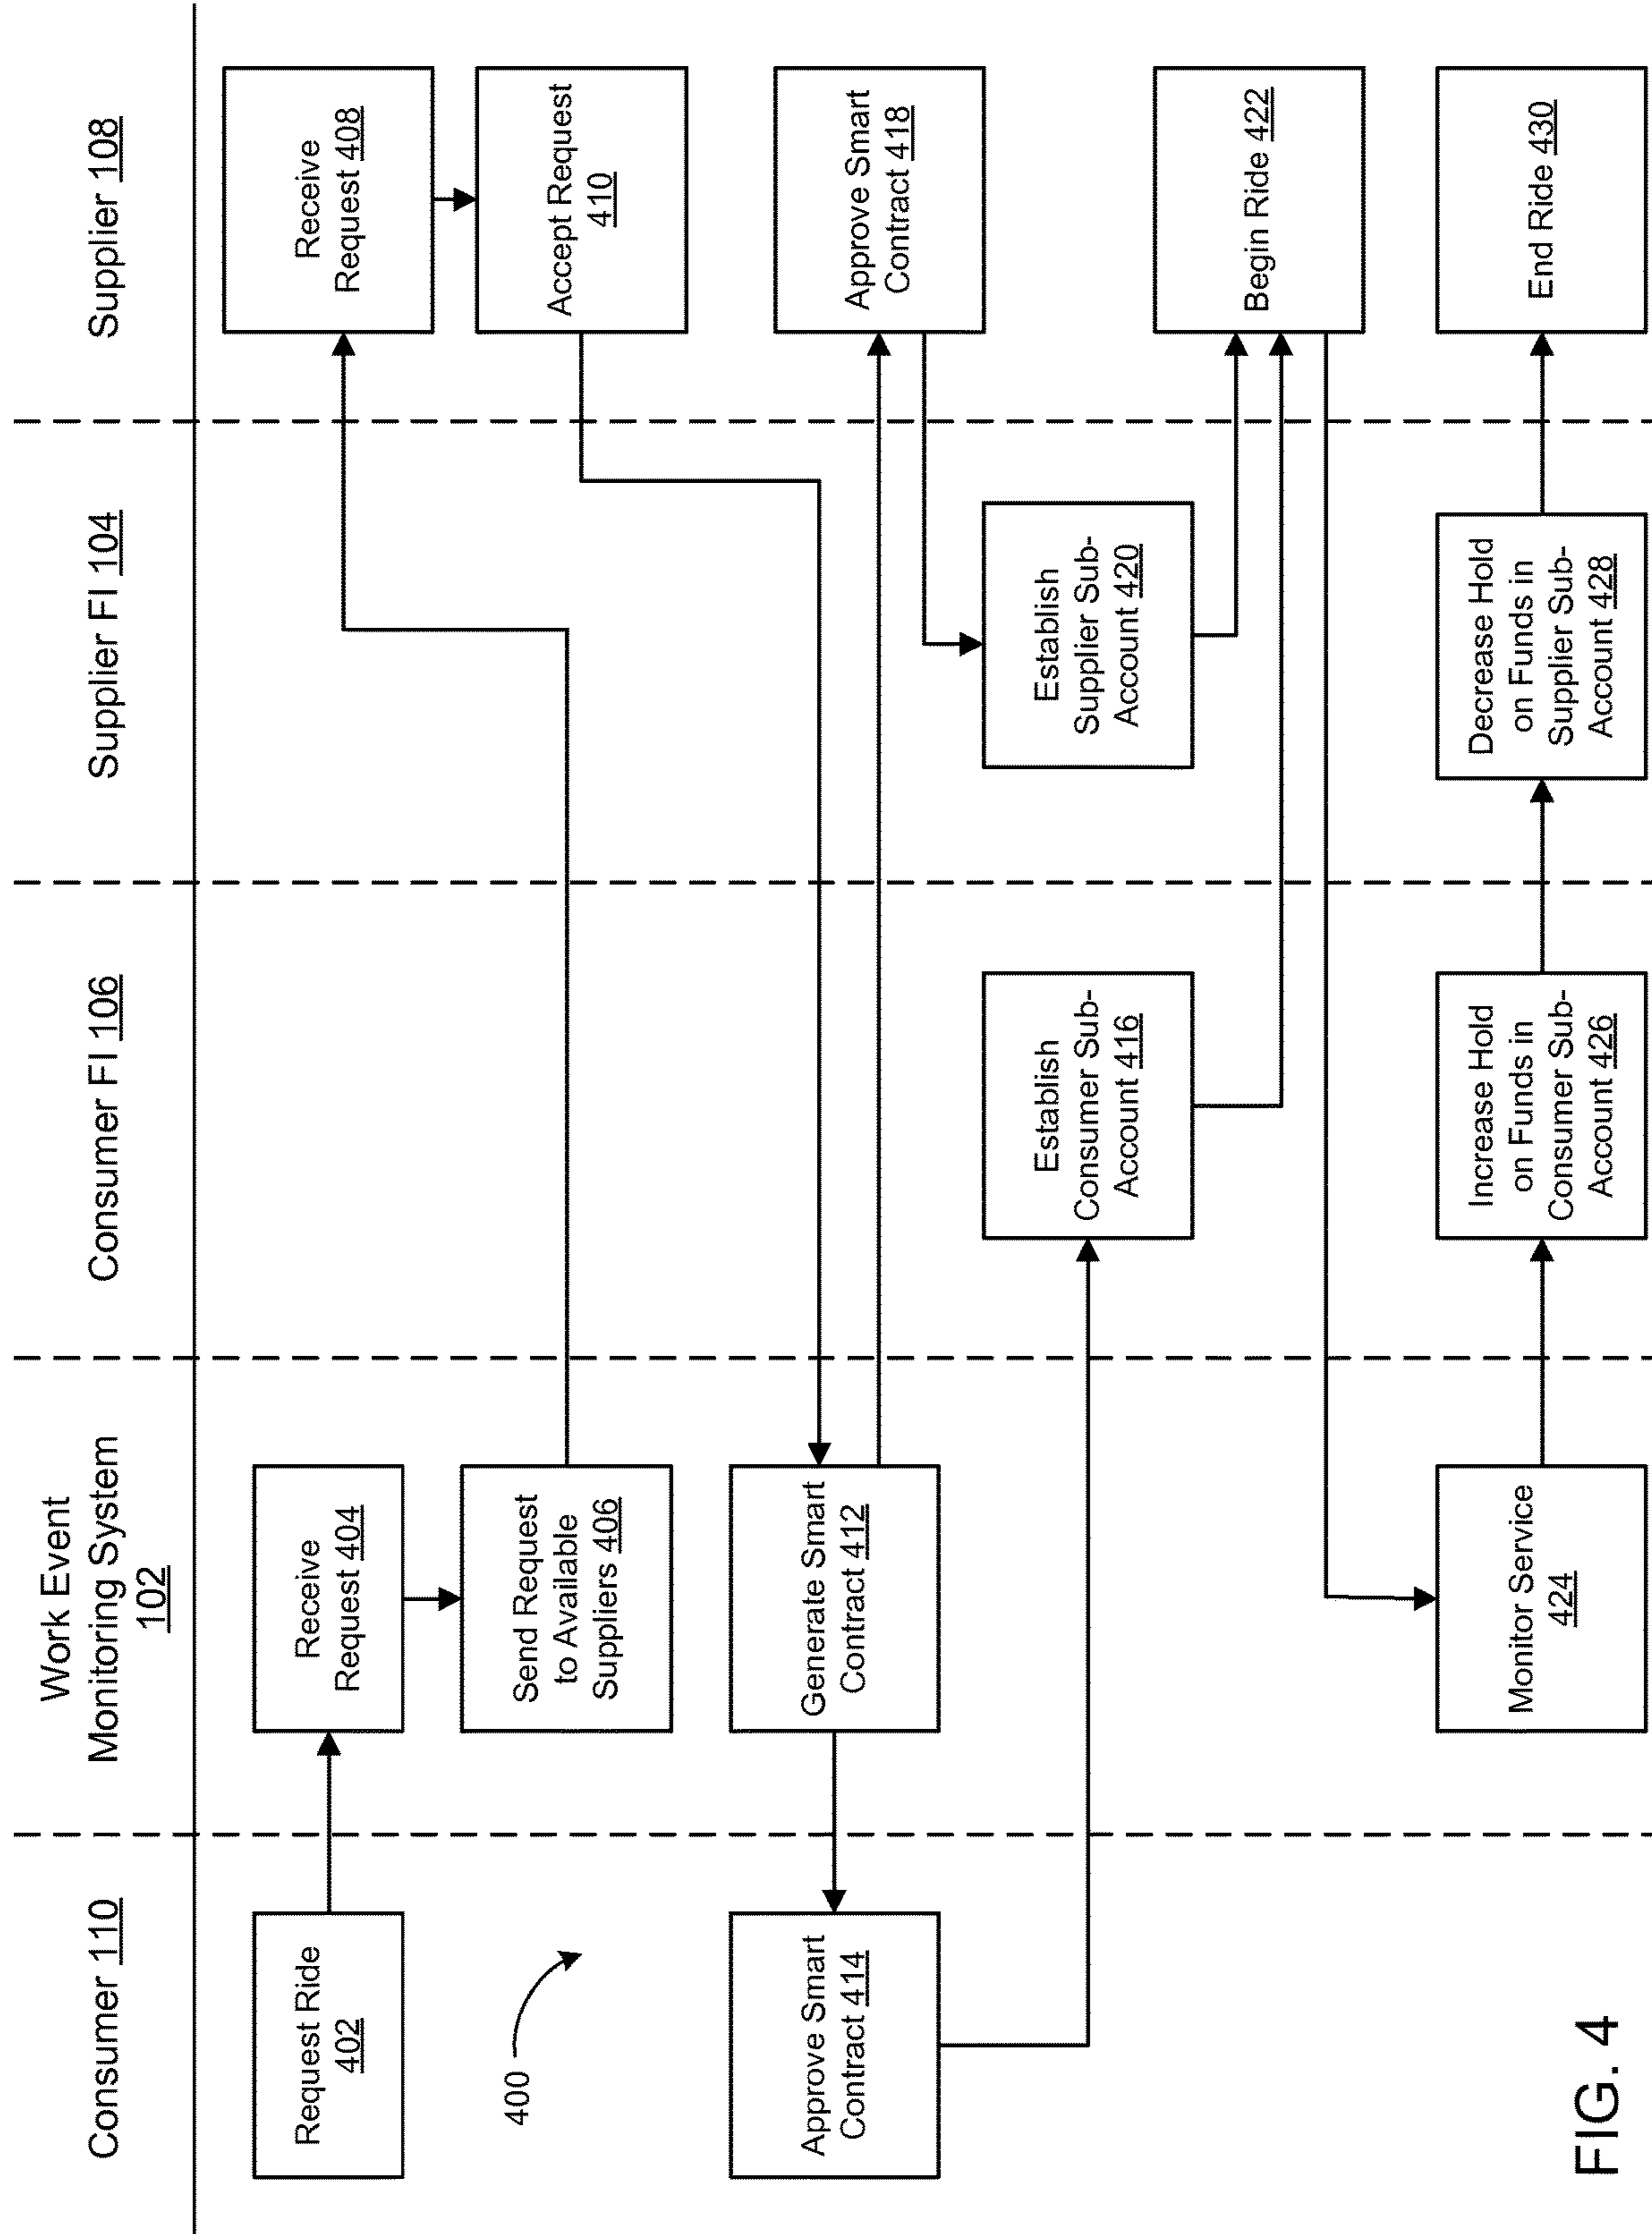 Consumer 110
Work Event
Monitoring System
102
Consumer FI 106
Supplier FI 104
Supplier 108
Request Ride
402
Receive
Request 404
Receive
Request 408
400
Send Request
to Available
Suppliers 406
Accept Request
410
Approve Smart
Contract 414
Generate Smart
Contract 412
Approve Smart
Contract 418
Establish
Consumer Sub-
Account 416
Establish
Supplier Sub-
Account 420
Begin Ride 422
Monitor Service
424
Increase Hold
on Funds in
Consumer Sub-
Account 426
Decrease Hold
on Funds in
Supplier Sub-
Account 428
End Ride 430
FIG. 4